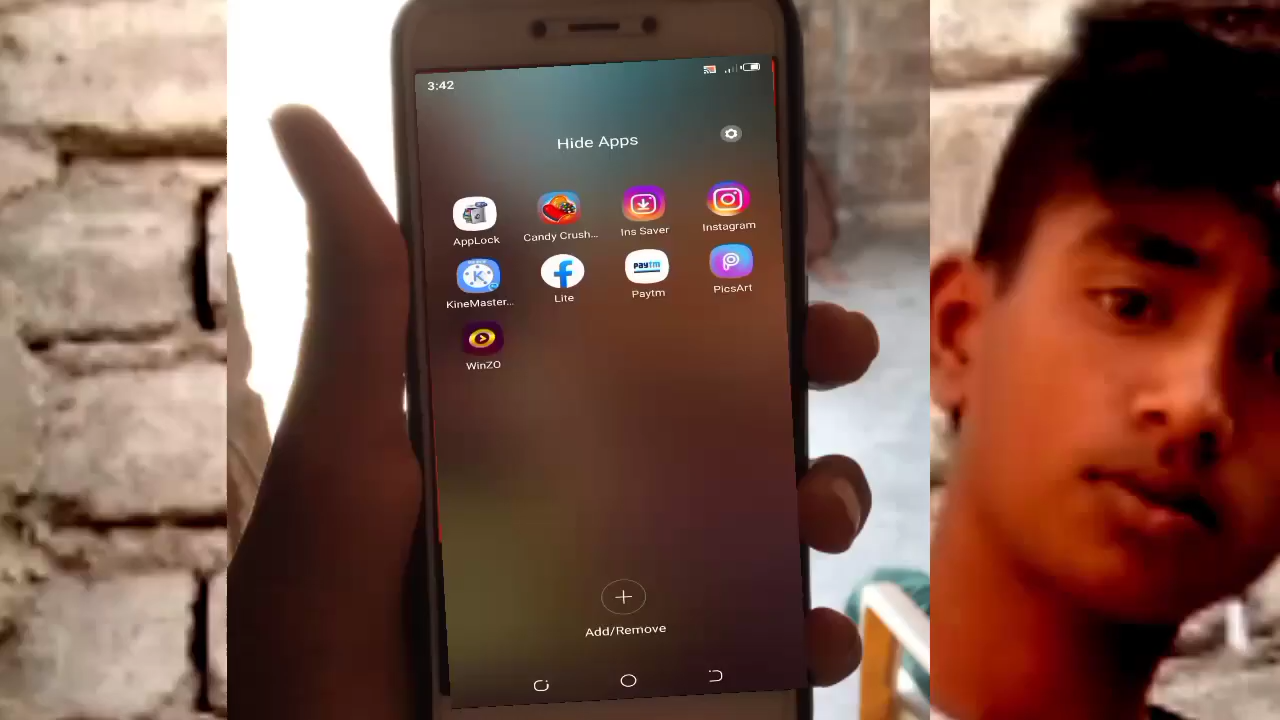 3:42
Hide Apps
AppLock
Candy Crush...
Ins Saver
Instagram
KineMaster...
Lite
Paytm
PicsArt
WinZO
Add/Remove